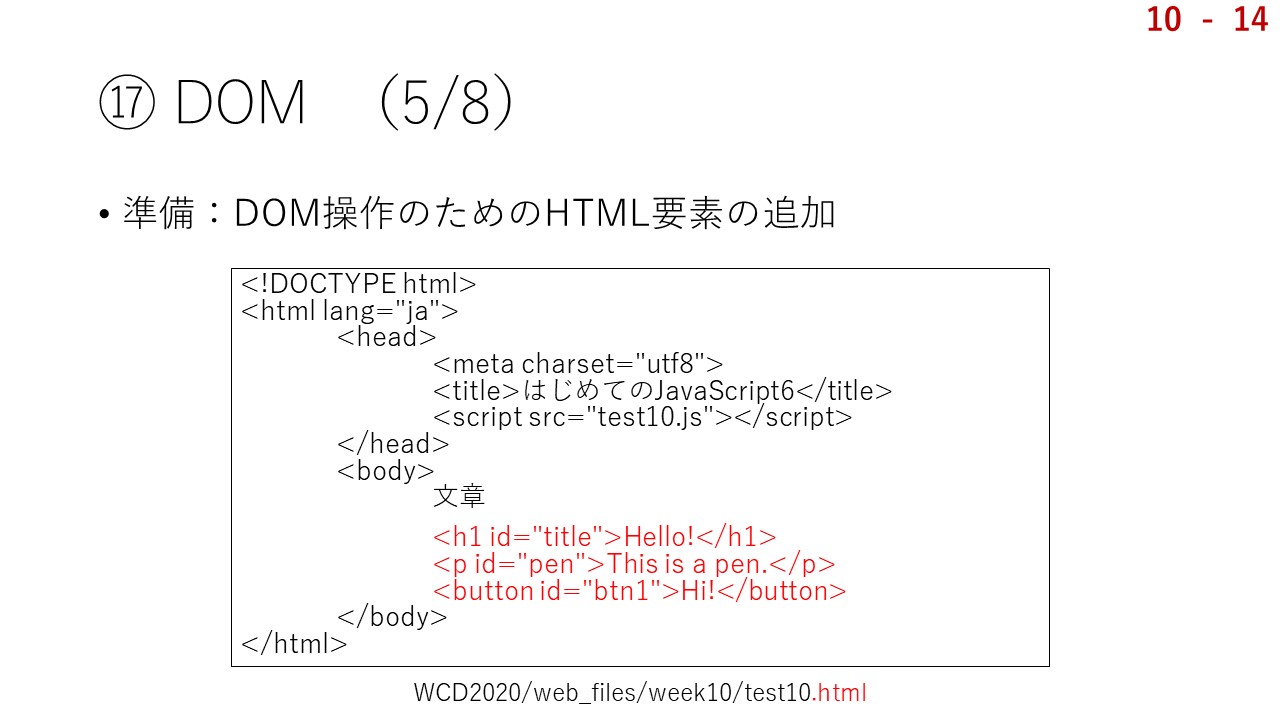 10 - 14
⑰ DOM （5/8）
• 準備：DOM操作のためのHTML要素の追加
<!DOCTYPE html>
<html lang="ja">
<head>
<meta charset="utf8">
<title>はじめてのJavaScript6</title>
<script src="test10.js"></script>
</head>
<body>
文章
<h1 id="title">Hello!</h1>
<p id="pen">This is a pen.</p>
<button id="btn1">Hi!</button>
</body>
</html>
WCD2020/web_files/week10/test10.html